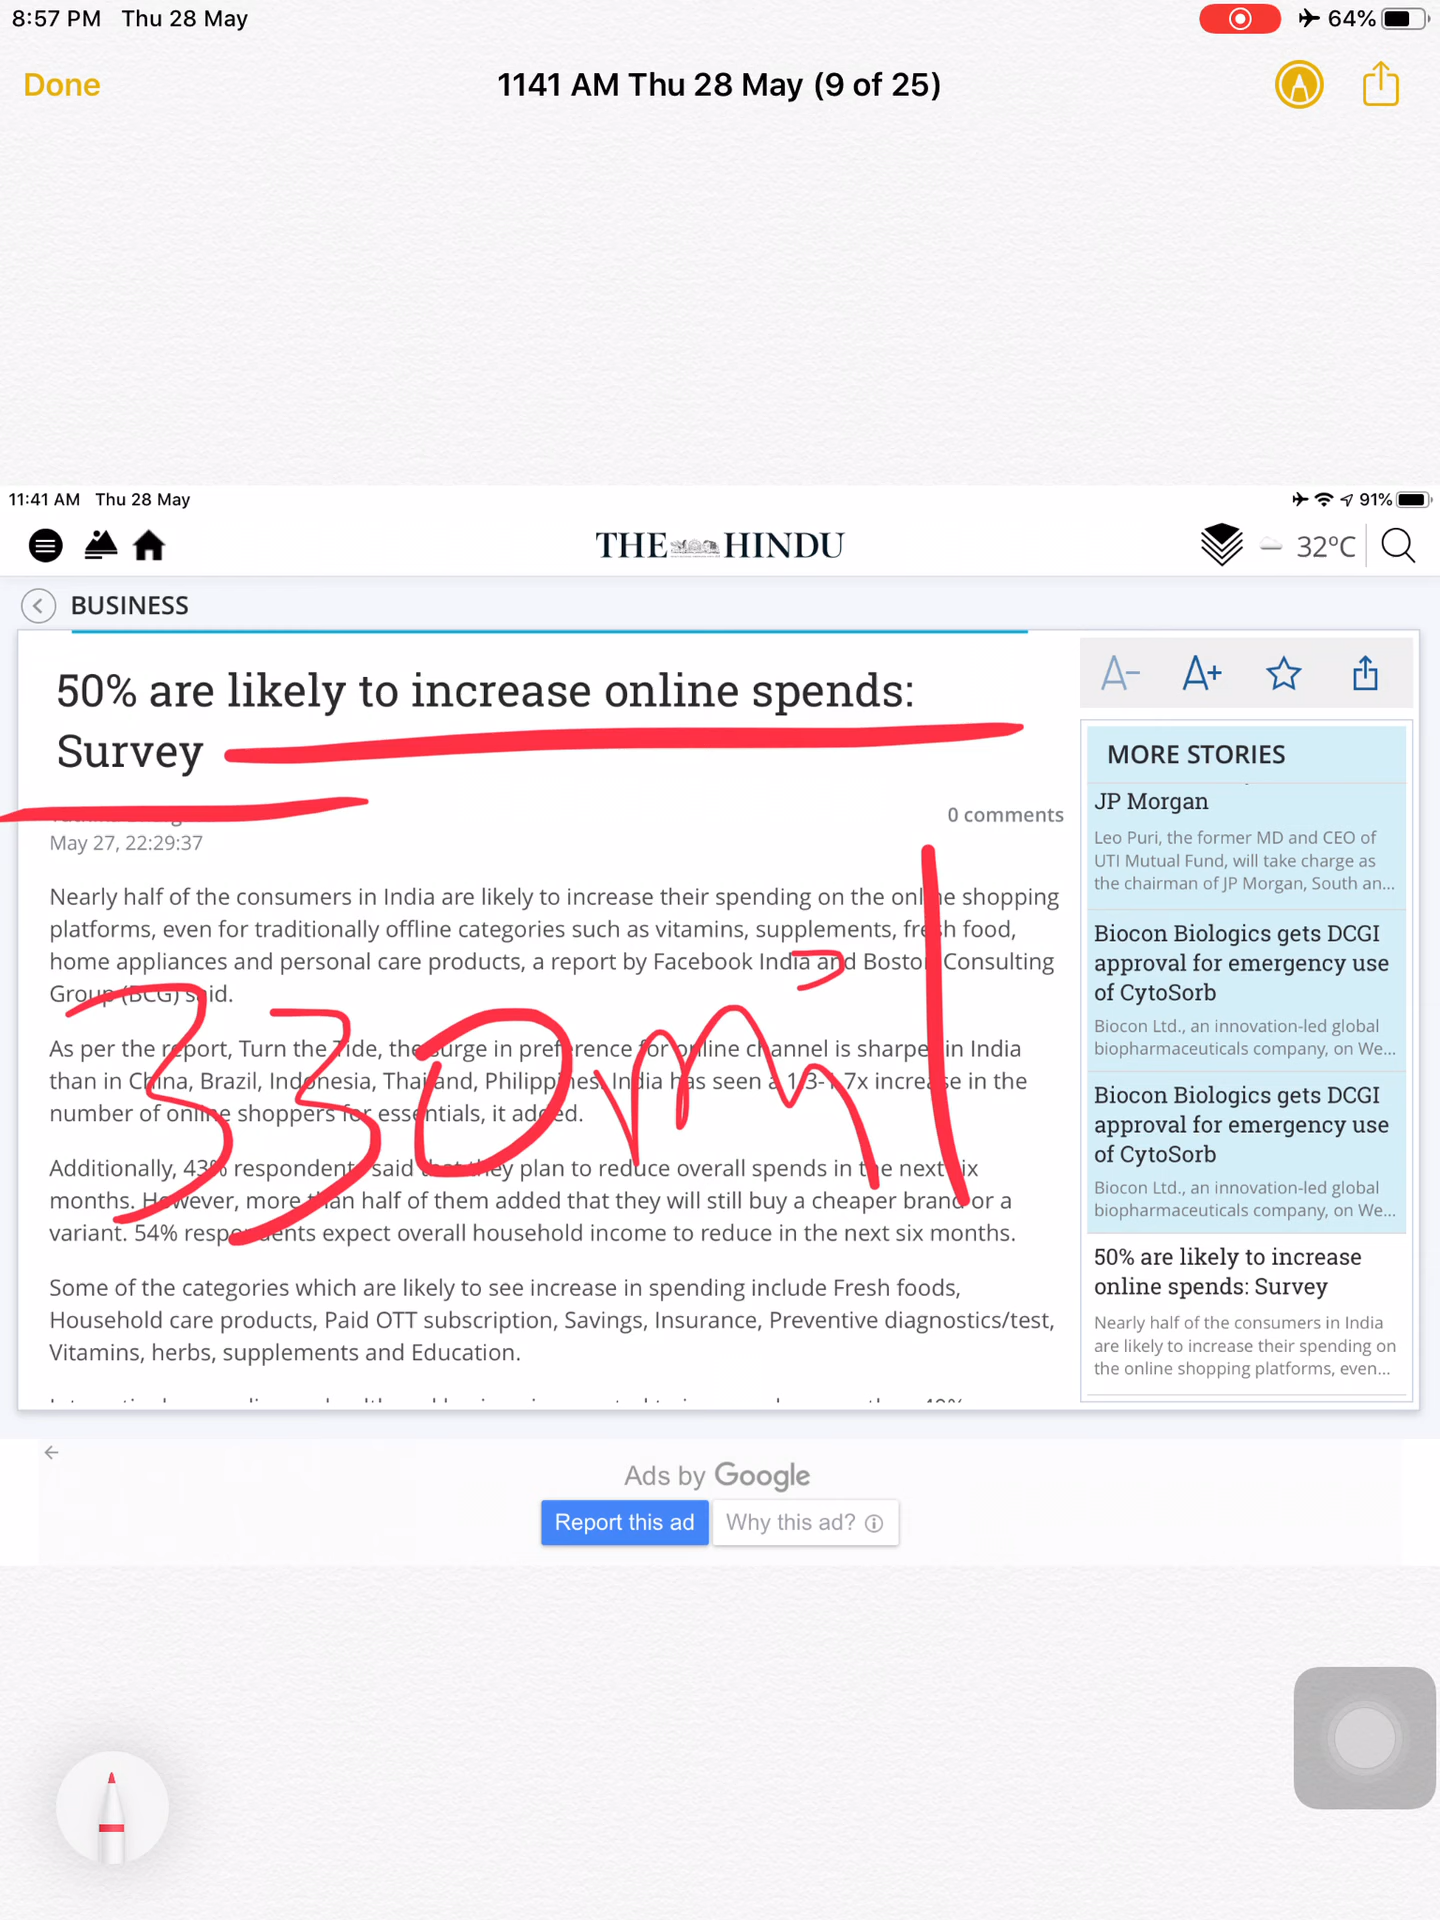 8:57 PM Thu 28 May
64%
Done
1141 AM Thu 28 May (9 of 25)
11:41 AM Thu 28 May
91%
THE HINDU
32°C
BUSINESS
50% are likely to increase online spends:
Survey
0 comments
May 27, 22:29:37
Nearly half of the consumers in India are likely to increase their spending on the online shopping
platforms, even for traditionally offline categories such as vitamins, supplements, fresh food,
home appliances and personal care products, a report by Facebook India and Boston Consulting
Group (BCG) said.
As per the report, Turn the Tide, the surge in preference for online channel is sharper in India
than in China, Brazil, Indonesia, Thailand, Philippines. India has seen a 1.3-1.7x increase in the
number of online shoppers for essentials, it added.
Additionally, 43% respondents said that they plan to reduce overall spends in the next six
months. However, more than half of them added that they will still buy a cheaper brand or a
variant. 54% respondents expect overall household income to reduce in the next six months.
Some of the categories which are likely to see increase in spending include Fresh foods,
Household care products, Paid OTT subscription, Savings, Insurance, Preventive diagnostics/test,
Vitamins, herbs, supplements and Education.
330 mil
A- A+
MORE STORIES
JP Morgan
Leo Puri, the former MD and CEO of
UTI Mutual Fund, will take charge as
the chairman of JP Morgan, South an...
Biocon Biologics gets DCGI
approval for emergency use
of CytoSorb
Biocon Ltd., an innovation-led global
biopharmaceuticals company, on We...
Biocon Biologics gets DCGI
approval for emergency use
of CytoSorb
Biocon Ltd., an innovation-led global
biopharmaceuticals company, on We...
50% are likely to increase
online spends: Survey
Nearly half of the consumers in India
are likely to increase their spending on
the online shopping platforms, even...
Ads by Google
Report this ad
Why this ad?